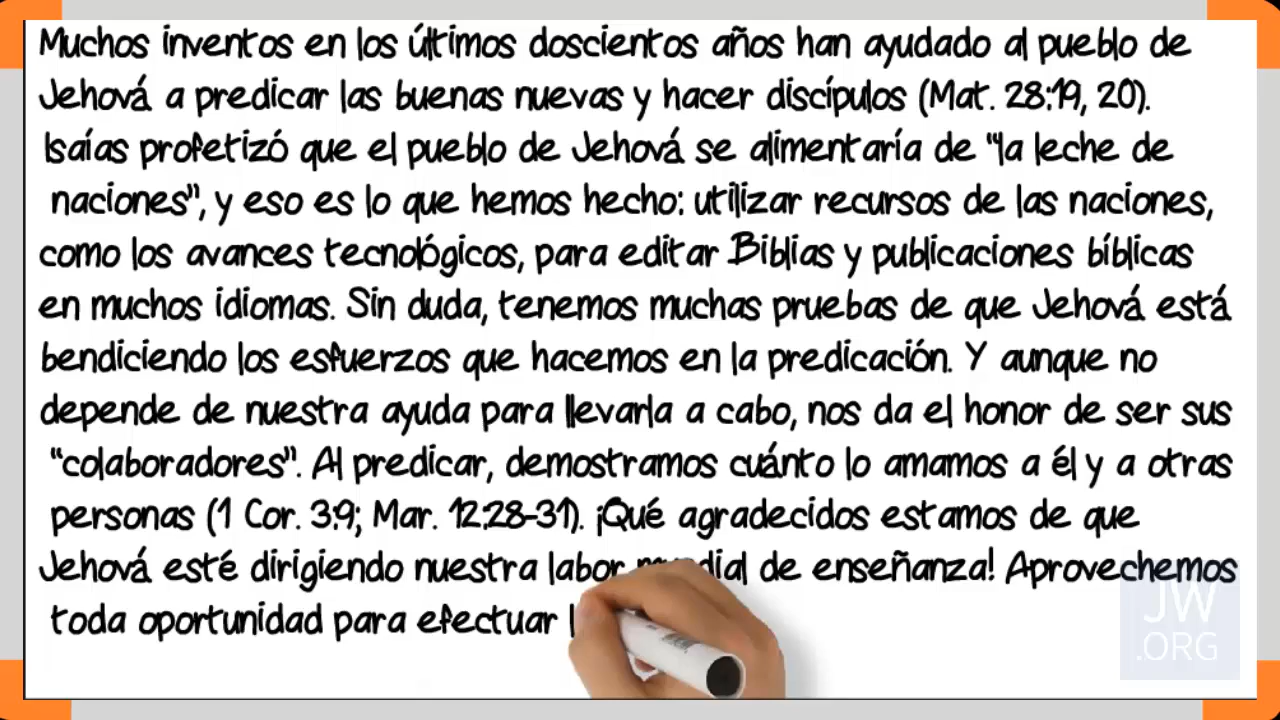 Muchos inventos en los últimos doscientos años han ayudado al pueblo de
Jehová a predicar las buenas nuevas y hacer discípulos (Mat. 28:19, 20).
Isaías profetizó que el pueblo de Jehová se alimentaría de “la leche de
naciones”, y eso es lo que hemos hecho: utilizar recursos de las naciones,
como los avances tecnológicos, para editar Biblias y publicaciones bíblicas
en muchos idiomas. Sin duda, tenemos muchas pruebas de que Jehová está
bendiciendo los esfuerzos que hacemos en la predicación. Y aunque no
depende de nuestra ayuda para llevarla a cabo, nos da el honor de ser sus
“colaboradores”. Al predicar, demostramos cuánto lo amamos a él y a otras
personas (1 Cor. 3:9; Mar. 12:28-31). ¡Qué agradecidos estamos de que
Jehová esté dirigiendo nuestra labor mundial de enseñanza! Aprovechemos
toda oportunidad para efectuar l
JW
.ORG